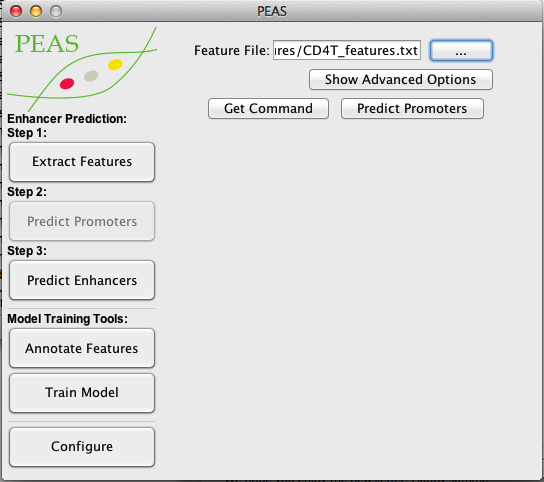 PEAS
PEAS
Feature File: ures/CD4T_features.txt ...
Show Advanced Options
Get Command Predict Promoters
Enhancer Prediction:
Step 1:
Extract Features
Step 2:
Predict Promoters
Step 3:
Predict Enhancers
Model Training Tools:
Annotate Features
Train Model
Configure